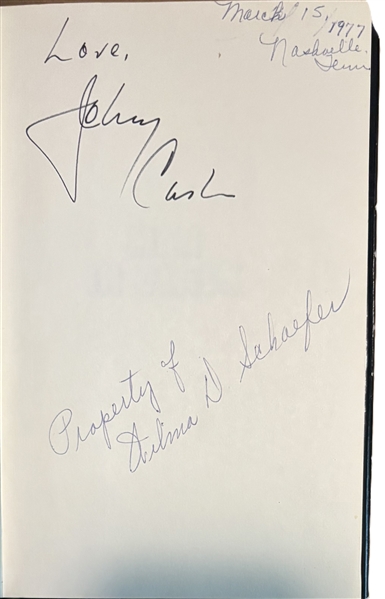 March 15, 1977
Nashville
Tenn
Love,
Johnny
Cash
Property of
Wilma D Schaefer